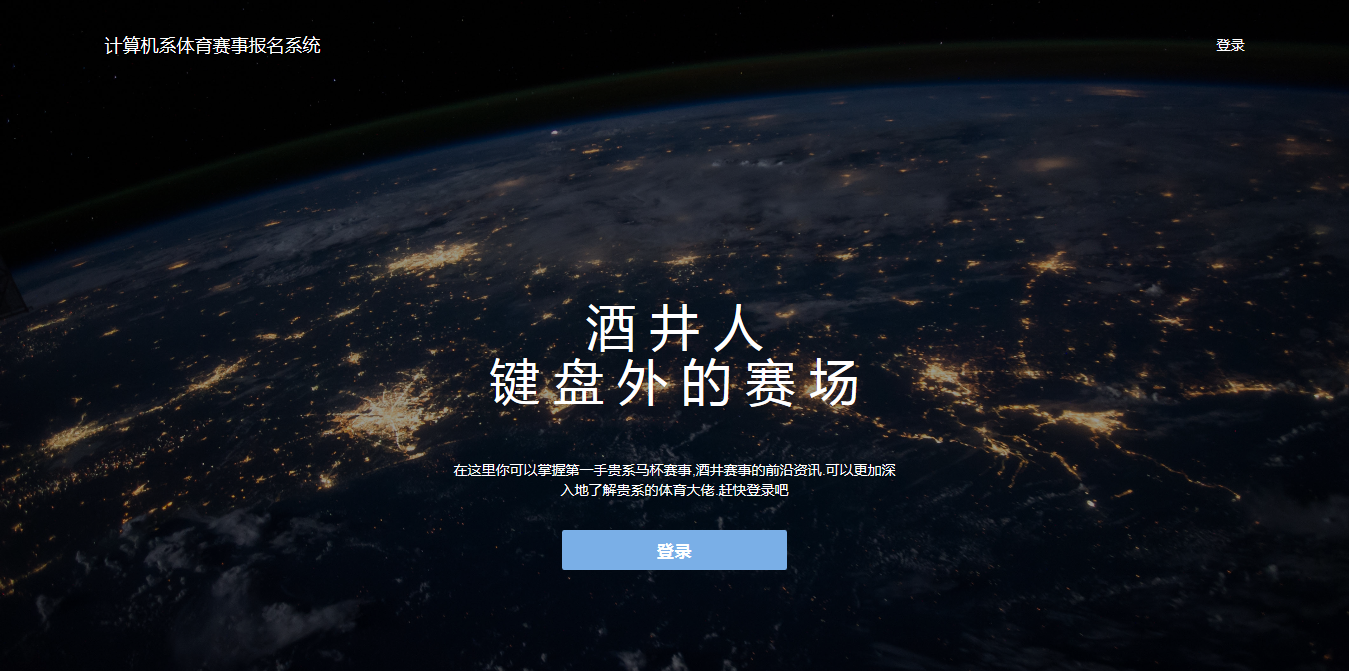 计算机系体育赛事报名系统
登录
酒井人
键盘外的赛场
在这里你可以掌握第一手贵系马杯赛事,酒井赛事的前沿资讯.可以更加深
入地了解贵系的体育大佬.赶快登录吧
登录